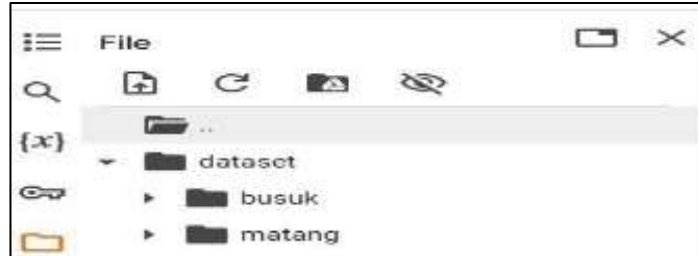 File
..
{x}
dataset
busuk
matang